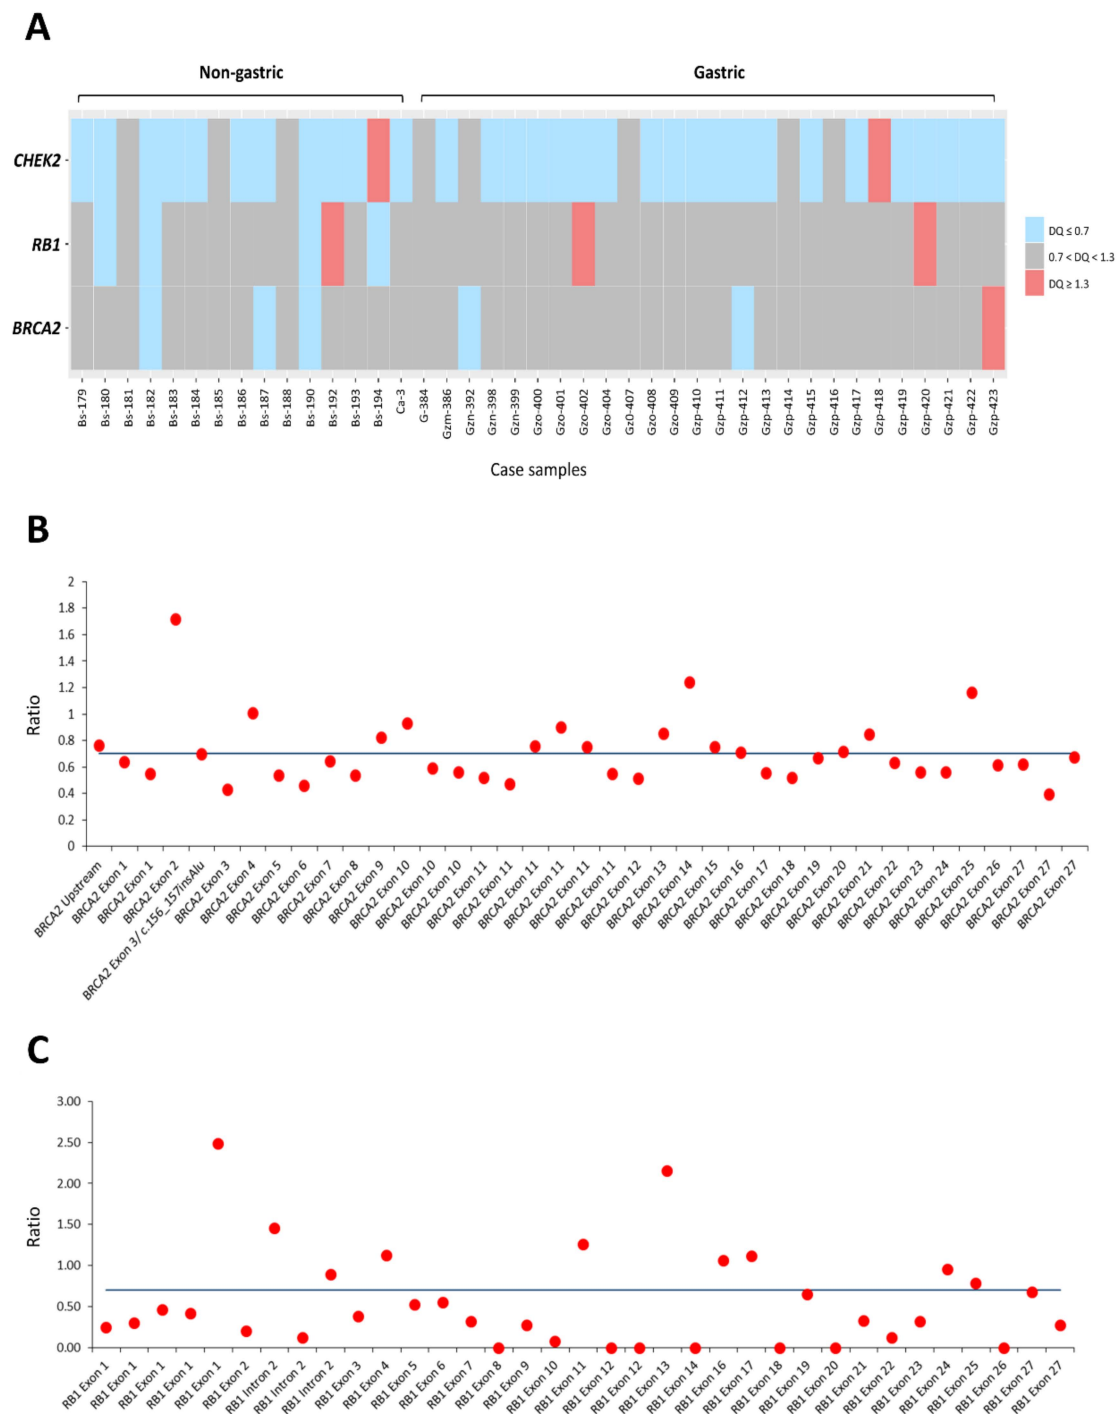 A
Non-gastric Gastric
CHEK2
RB1
BRCA2
DQ ≤ 0.7
0.7 < DQ < 1.3
DQ ≥ 1.3
Bs-179 Bs-180 Bs-181 Bs-182 Bs-183 Bs-184 Bs-185 Bs-186 Bs-187 Bs-188 Bs-190 Bs-192 Bs-193 Bs-194 Ca-3 G-384 Gzm-386 Gzn-392 Gzn-398 Gzn-399 Gzo-400 Gzo-401 Gzo-402 Gzo-404 GzO-407 Gzo-408 Gzo-409 Gzp-410 Gzp-411 Gzp-412 Gzp-413 Gzp-414 Gzp-415 Gzp-416 Gzp-417 Gzp-418 Gzp-419 Gzp-420 Gzp-421 Gzp-422 Gzp-423
Case samples
B
Ratio
2
1.8
1.6
1.4
1.2
1
0.8
0.6
0.4
0.2
0
BRCA2 Upstream
BRCA2 Exon 1
BRCA2 Exon 1
BRCA2 Exon 2
BRCA2 Exon 3/ c.156_157insAlu
BRCA2 Exon 3
BRCA2 Exon 4
BRCA2 Exon 5
BRCA2 Exon 6
BRCA2 Exon 7
BRCA2 Exon 8
BRCA2 Exon 9
BRCA2 Exon 10
BRCA2 Exon 10
BRCA2 Exon 10
BRCA2 Exon 11
BRCA2 Exon 11
BRCA2 Exon 11
BRCA2 Exon 11
BRCA2 Exon 11
BRCA2 Exon 11
BRCA2 Exon 12
BRCA2 Exon 13
BRCA2 Exon 14
BRCA2 Exon 15
BRCA2 Exon 16
BRCA2 Exon 17
BRCA2 Exon 18
BRCA2 Exon 19
BRCA2 Exon 20
BRCA2 Exon 21
BRCA2 Exon 22
BRCA2 Exon 23
BRCA2 Exon 24
BRCA2 Exon 25
BRCA2 Exon 26
BRCA2 Exon 27
BRCA2 Exon 27
BRCA2 Exon 27
C
Ratio
3.00
2.50
2.00
1.50
1.00
0.50
0.00
RB1 Exon 1
RB1 Exon 1
RB1 Exon 1
RB1 Exon 1
RB1 Exon 1
RB1 Exon 2
RB1 Intron 2
RB1 Intron 2
RB1 Intron 2
RB1 Exon 3
RB1 Exon 4
RB1 Exon 5
RB1 Exon 6
RB1 Exon 7
RB1 Exon 8
RB1 Exon 9
RB1 Exon 10
RB1 Exon 11
RB1 Exon 12
RB1 Exon 12
RB1 Exon 13
RB1 Exon 14
RB1 Exon 16
RB1 Exon 17
RB1 Exon 18
RB1 Exon 19
RB1 Exon 20
RB1 Exon 21
RB1 Exon 22
RB1 Exon 23
RB1 Exon 24
RB1 Exon 25
RB1 Exon 26
RB1 Exon 27
RB1 Exon 27